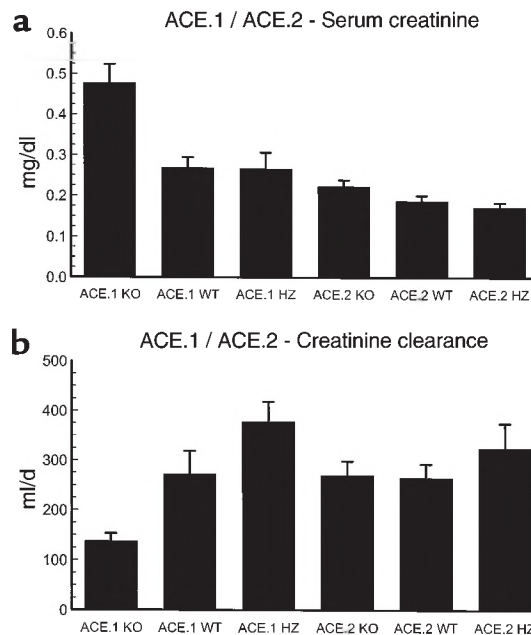 a
ACE.1 / ACE.2 - Serum creatinine
0.6
0.5
0.4
0.3
0.2
0.1
0.0
mg/dl
ACE.1 KO ACE.1 WT ACE.1 HZ ACE.2 KO ACE.2 WT ACE.2 HZ
b
ACE.1 / ACE.2 - Creatinine clearance
500
400
300
200
100
0
ml/d
ACE.1 KO ACE.1 WT ACE.1 HZ ACE.2 KO ACE.2 WT ACE.2 HZ